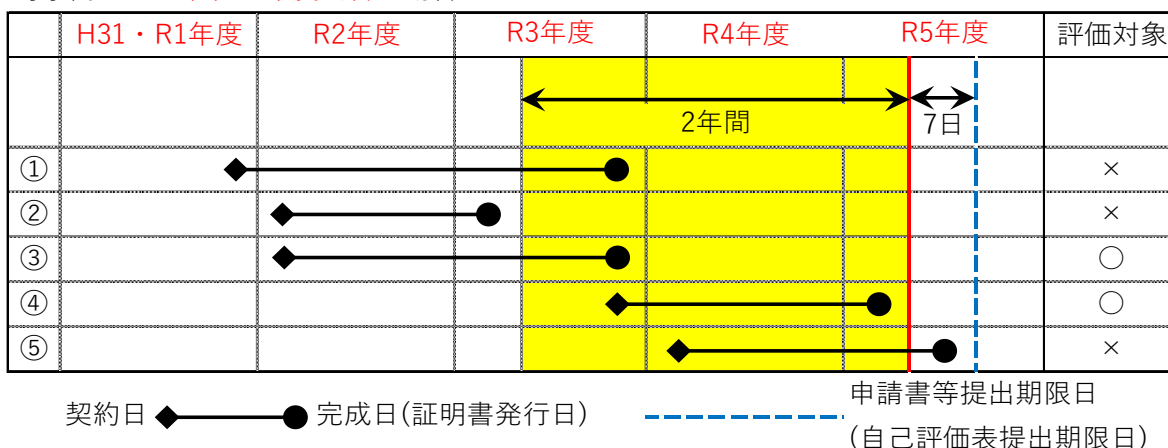 H31・R1年度 R2年度 R3年度 R4年度 R5年度 評価対象
2年間 7日
① ×
② ×
③ ○
④ ○
⑤ ×
契約日 完成日(証明書発行日) 申請書等提出期限日
(自己評価表提出期限日)